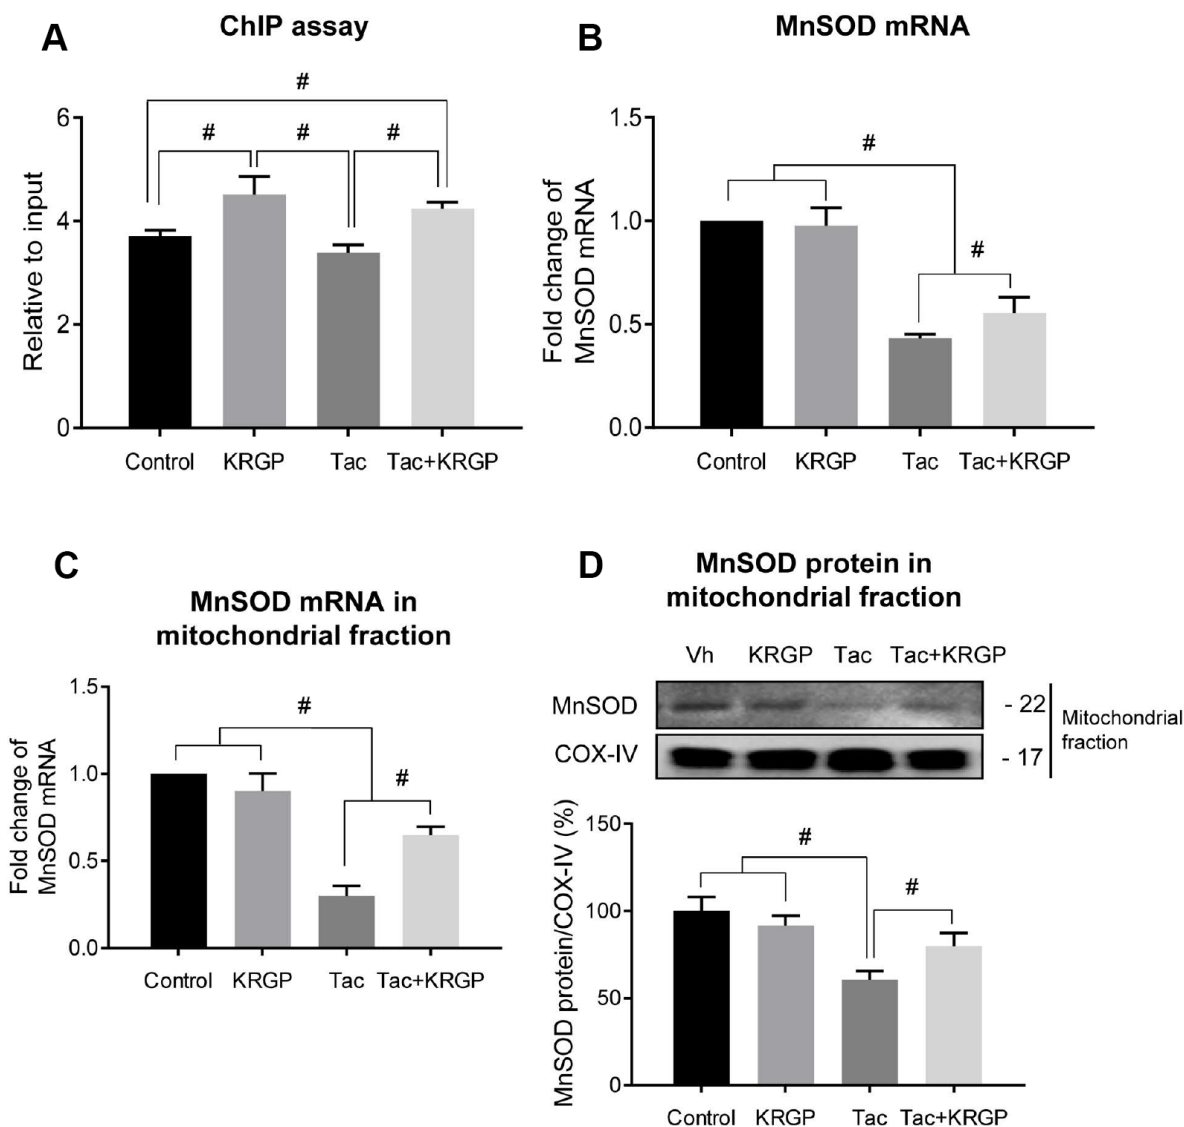 A
ChIP assay
Relative to input
6
4
2
0
#
#
#
#
Control
KRGP
Tac
Tac+KRGP
B
MnSOD mRNA
Fold change of
MnSOD mRNA
1.5
1.0
0.5
0.0
#
#
Control
KRGP
Tac
Tac+KRGP
C
MnSOD mRNA in
mitochondrial fraction
Fold change of
MnSOD mRNA
1.5
1.0
0.5
0.0
#
#
Control
KRGP
Tac
Tac+KRGP
D
MnSOD protein in
mitochondrial fraction
Vh
KRGP
Tac
Tac+KRGP
MnSOD
- 22
COX-IV
- 17
Mitochondrial
fraction
MnSOD protein/COX-IV (%)
150
100
50
0
#
#
Control
KRGP
Tac
Tac+KRGP